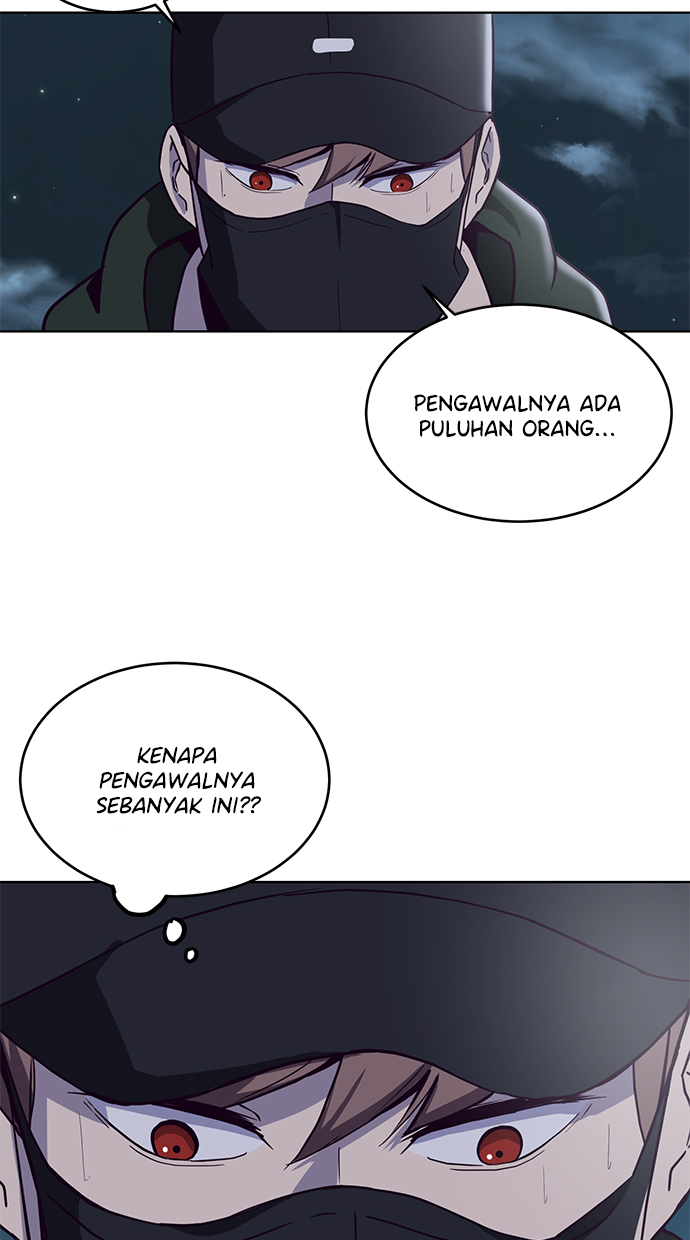 PENGAWALNYA ADA
PULUHAN ORANG...
KENAPA
PENGAWALNYA
SEBANYAK INI??